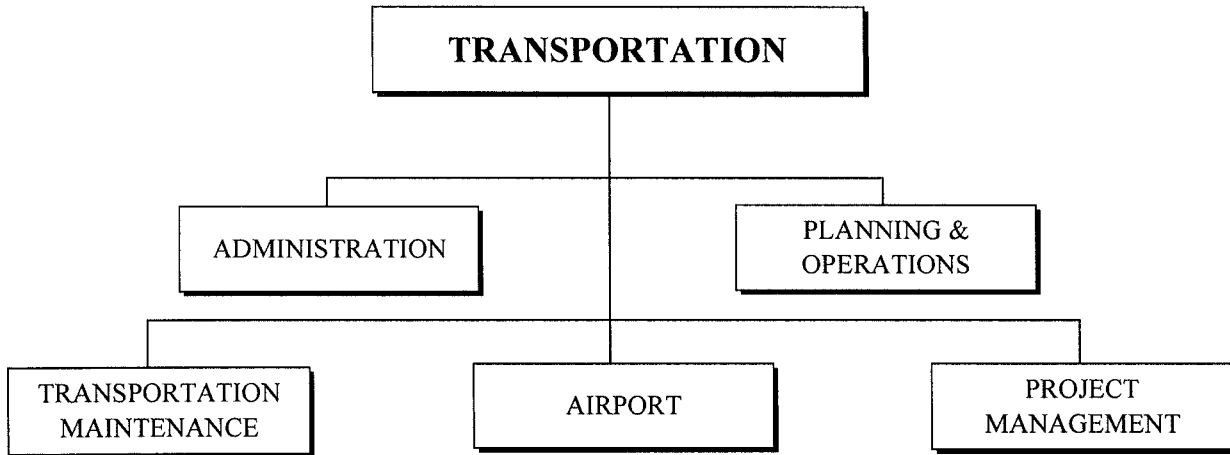 TRANSPORTATION
ADMINISTRATION
PLANNING &
OPERATIONS
TRANSPORTATION
MAINTENANCE
AIRPORT
PROJECT
MANAGEMENT